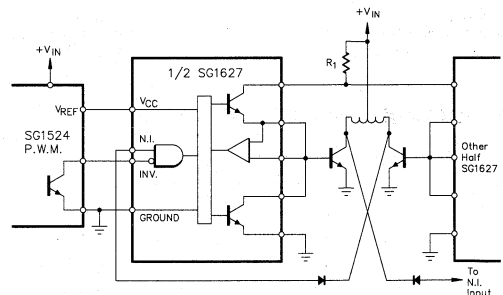 +VIN
+VIN
1/2 SG1627
R1
VREF
VCC
SG1524
P.W.M.
N.I.
INV.
GROUND
Other
Half
SG1627
To
N.I.
Input